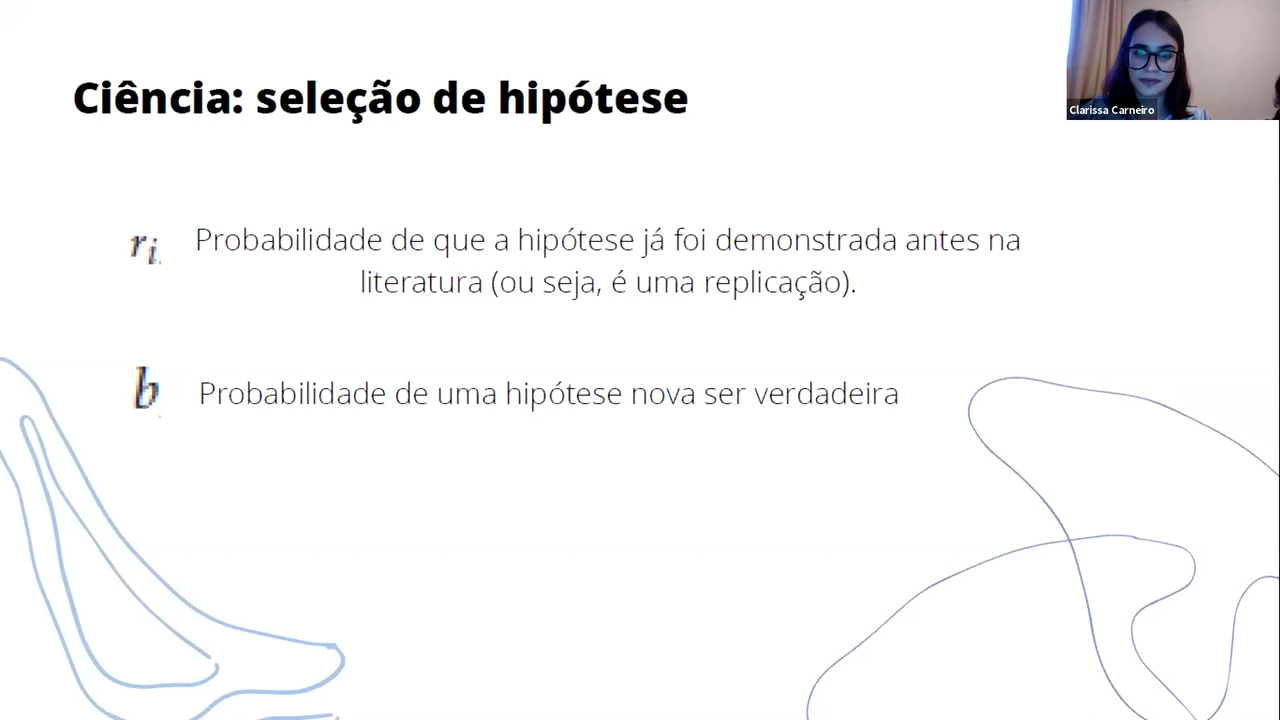 Ciência: seleção de hipótese
Clarissa Carneiro
rᵢ Probabilidade de que a hipótese já foi demonstrada antes na
literatura (ou seja, é uma replicação).
b Probabilidade de uma hipótese nova ser verdadeira